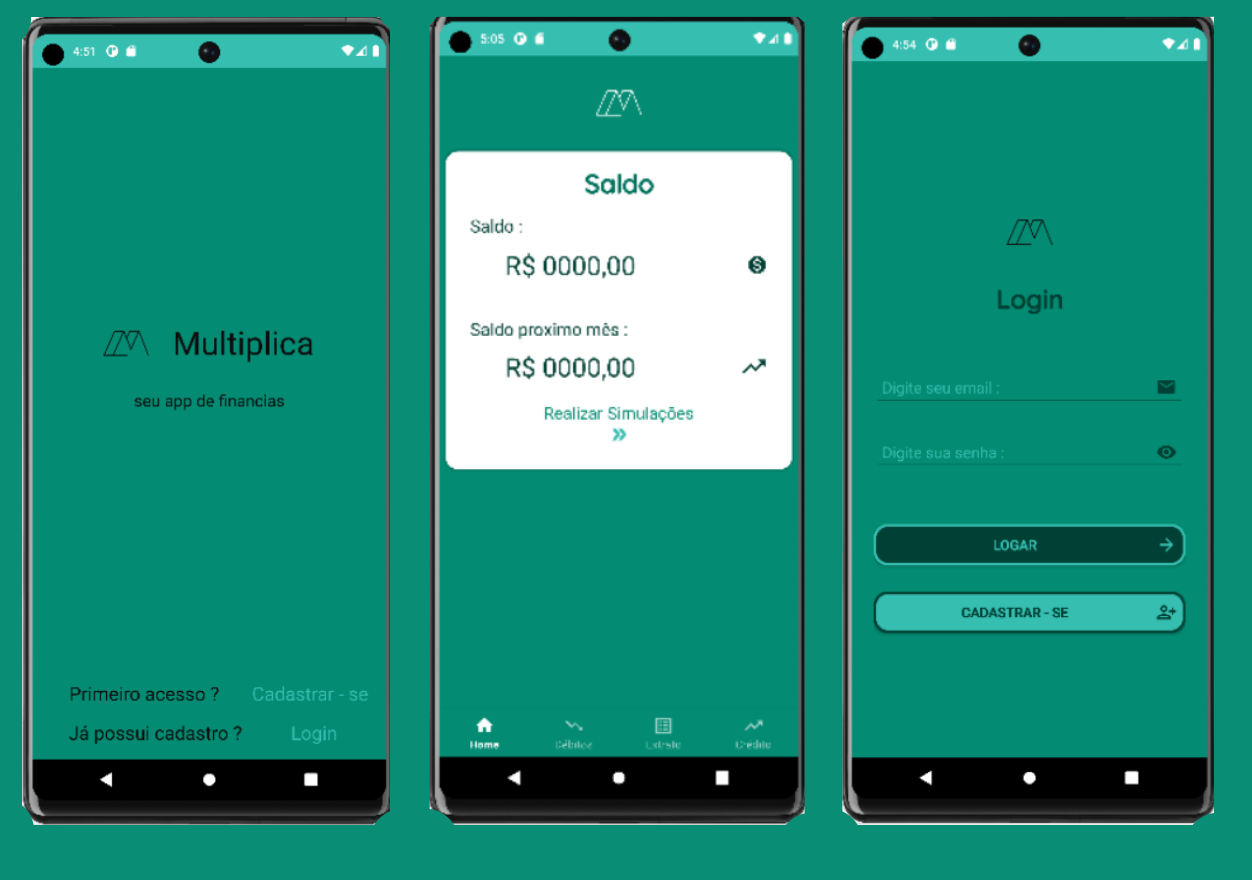 4:51
Multiplica
seu app de financias
Primeiro acesso ? Cadastrar - se
Já possui cadastro ? Login
5:05
Saldo
Saldo :
R$ 0000,00
Saldo proximo mês :
R$ 0000,00
Realizar Simulações
Home Débitos Extrato Crédito
4:54
Login
Digite seu email :
Digite sua senha :
LOGAR
CADASTRAR - SE